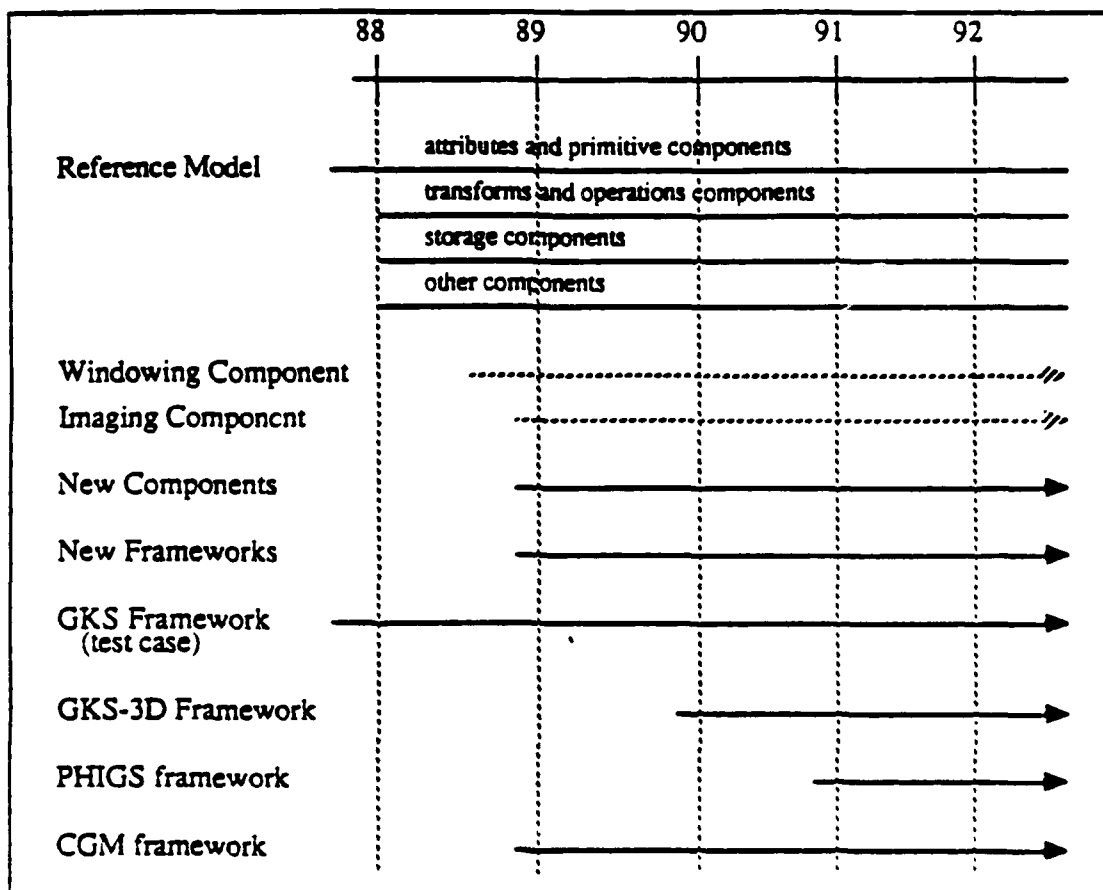 88 89 90 91 92
attributes and primitive components
Reference Model
transforms and operations components
storage components
other components
Windowing Component
Imaging Component
New Components
New Frameworks
GKS Framework
(test case)
GKS-3D Framework
PHIGS framework
CGM framework